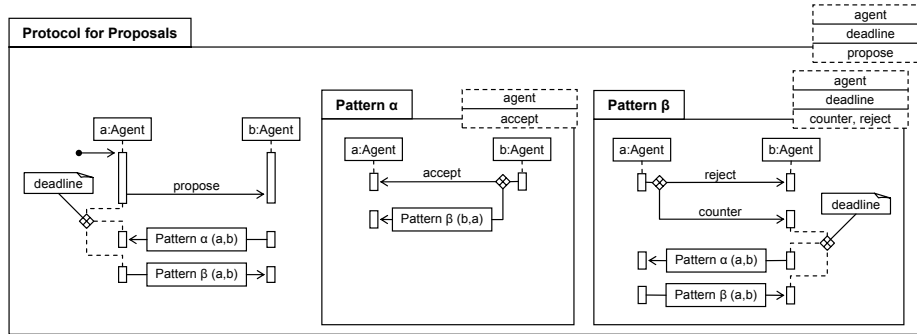 Protocol for Proposals
agent
deadline
propose
a:Agent
b:Agent
deadline
propose
Pattern α (a,b)
Pattern β (a,b)
Pattern α
agent
accept
a:Agent
b:Agent
accept
Pattern β (b,a)
Pattern β
agent
deadline
counter, reject
a:Agent
b:Agent
reject
counter
deadline
Pattern α (a,b)
Pattern β (a,b)